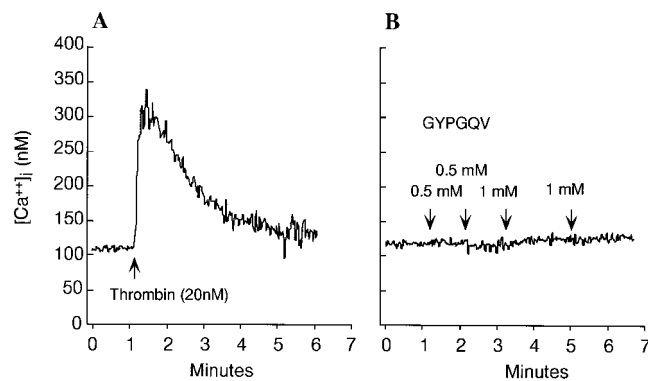 A
B
[Ca⁺⁺]i (nM)
400
350
300
250
200
150
100
50
0
Thrombin (20nM)
0 1 2 3 4 5 6 7
Minutes
GYPGQV
0.5 mM
0.5 mM 1 mM 1 mM
0 1 2 3 4 5 6 7
Minutes